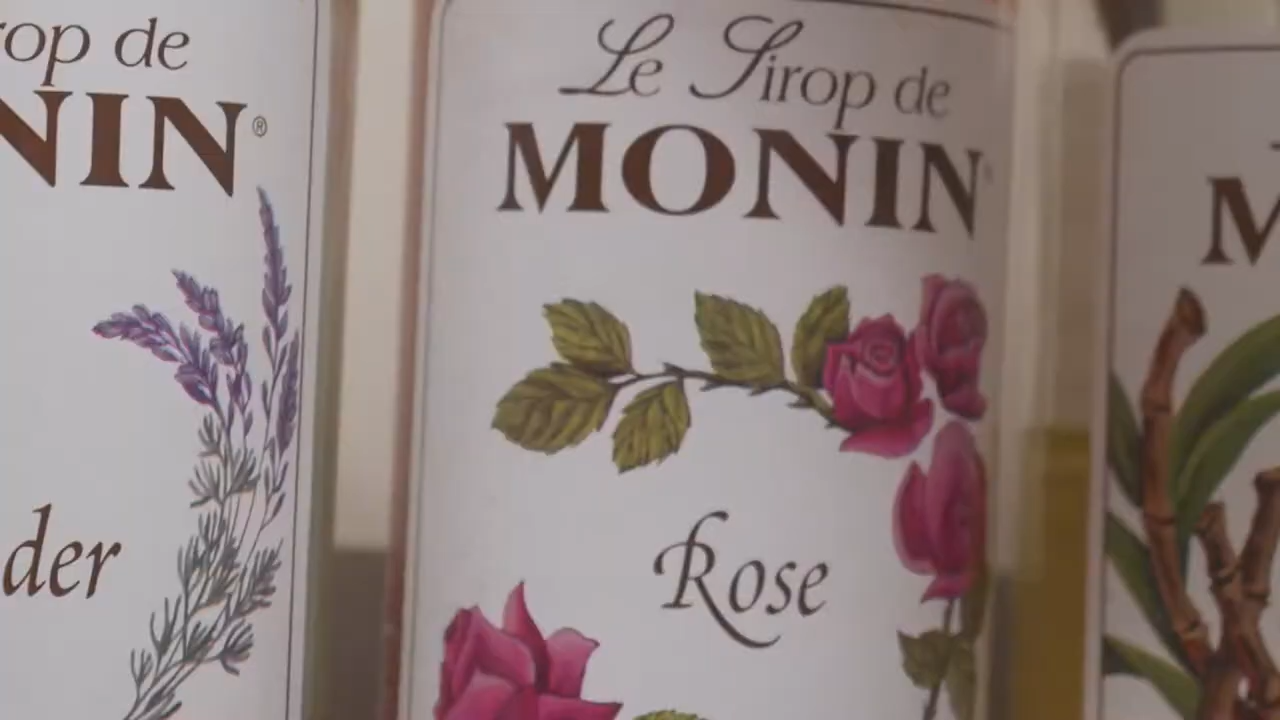 rop de
NIN®
der
Le Sirop de
MONIN
Rose
M